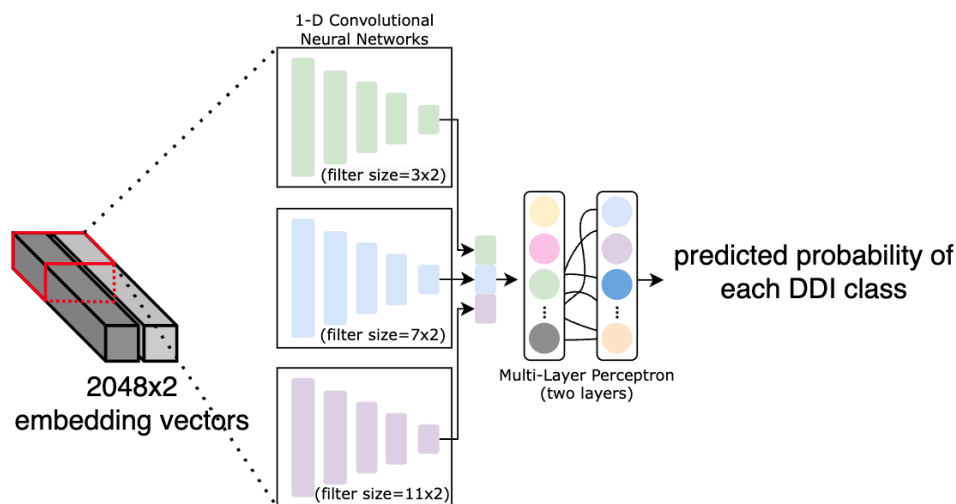 1-D Convolutional
Neural Networks
(filter size=3x2)
(filter size=7x2)
(filter size=11x2)
2048x2
embedding vectors
Multi-Layer Perceptron
(two layers)
predicted probability of
each DDI class